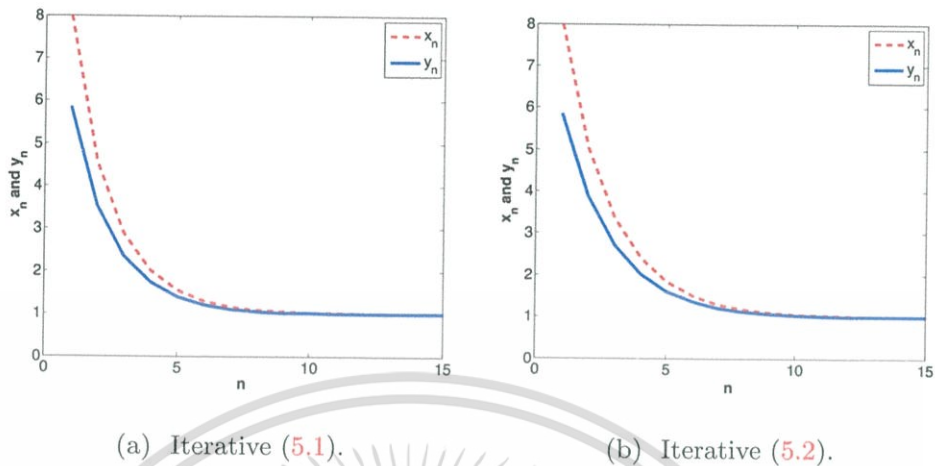 8
7
6
5
4
3
2
1
0
x_n and y_n
0
5
10
15
n
x_n
y_n
8
7
6
5
4
3
2
1
0
x_n and y_n
0
5
10
15
n
x_n
y_n
(a) Iterative (5.1).
(b) Iterative (5.2).